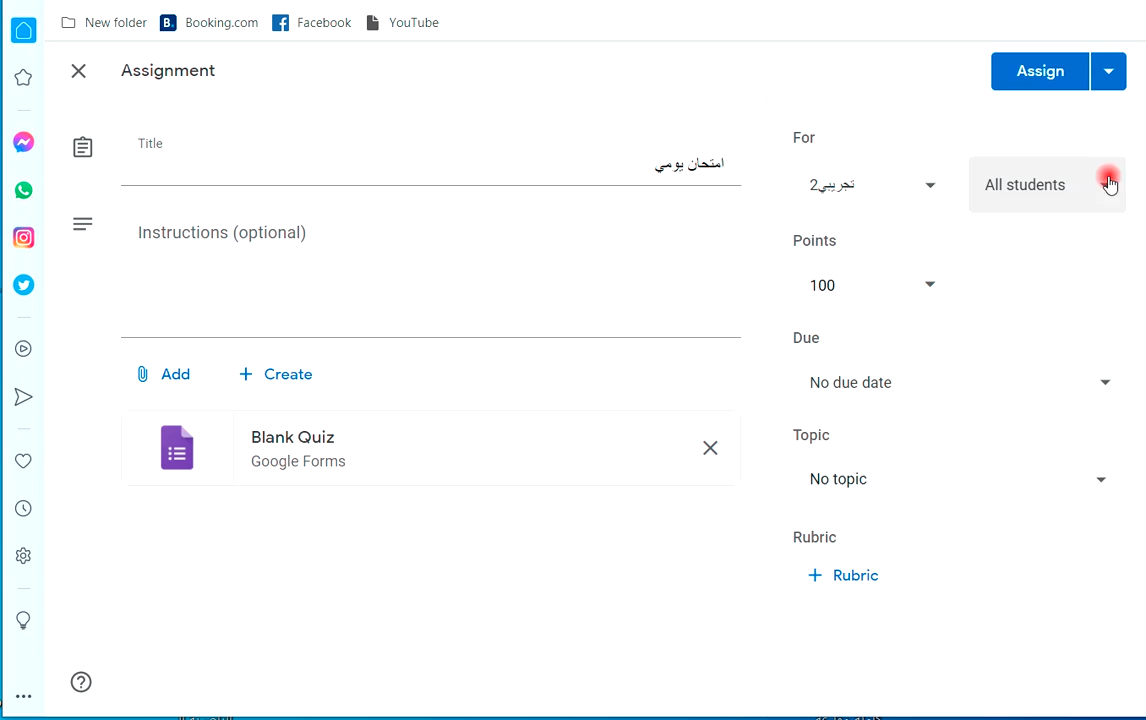 New folder
Booking.com
Facebook
YouTube
Assignment
Assign
Title
امتحان يومي
Instructions (optional)
Add
Create
Blank Quiz
Google Forms
For
تجريبي2
All students
Points
100
Due
No due date
Topic
No topic
Rubric
Rubric